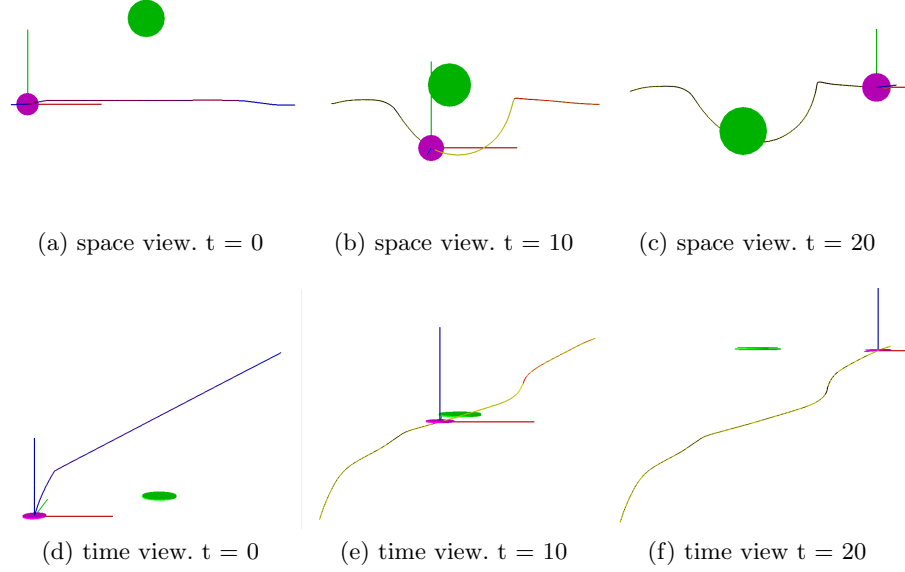 (a) space view. t = 0
(b) space view. t = 10
(c) space view. t = 20
(d) time view. t = 0
(e) time view. t = 10
(f) time view t = 20